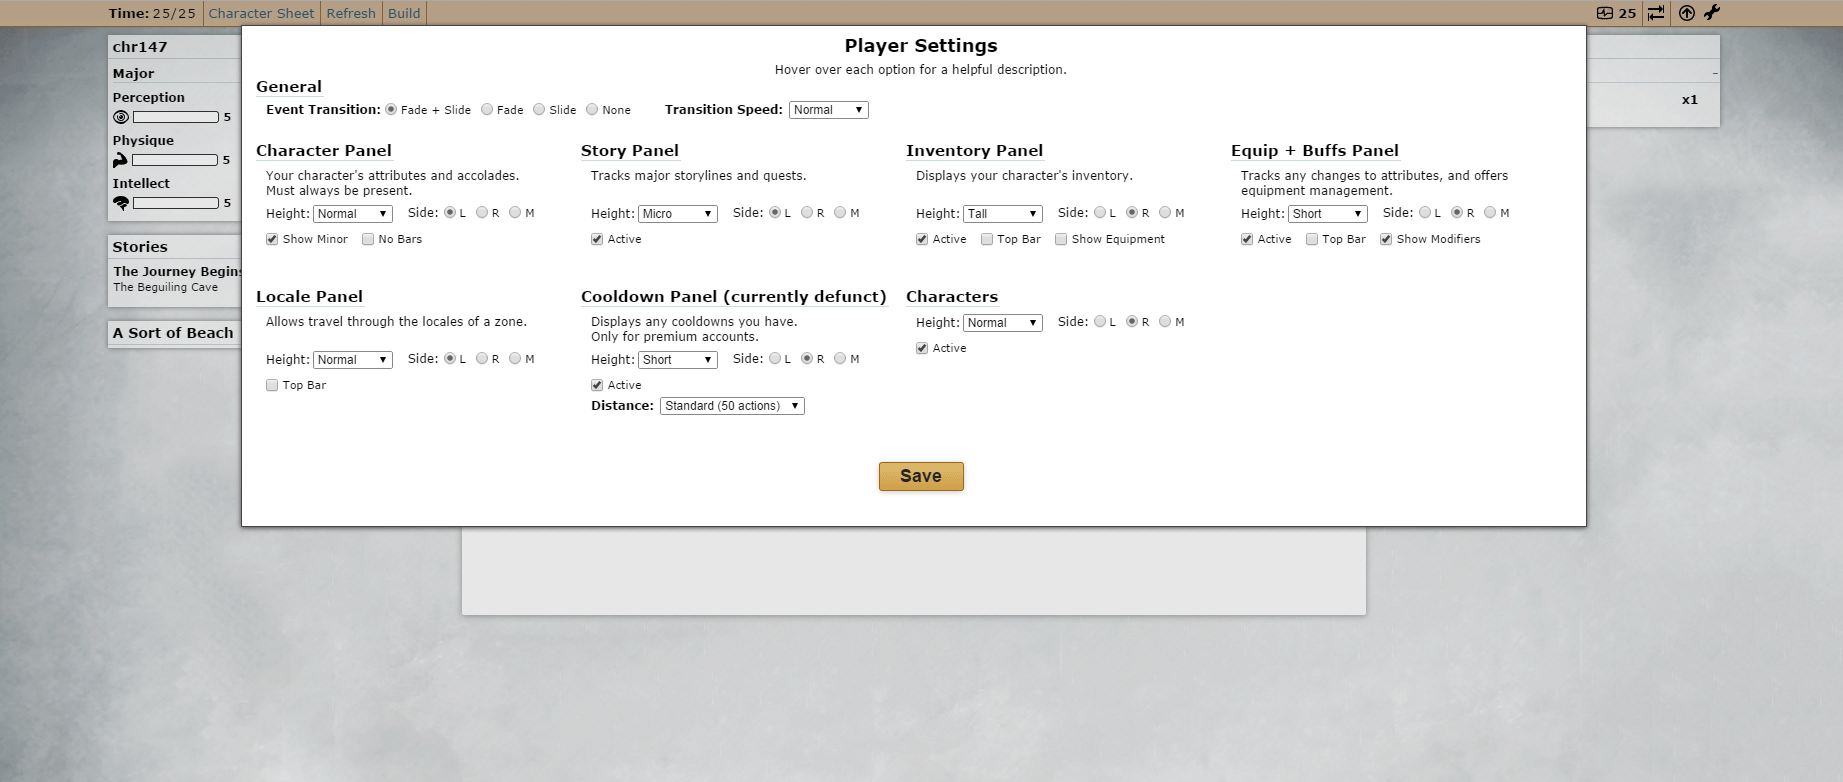 Time: 25/25 Character Sheet Refresh Build 25
chr147
Major
Perception
5
Physique
5
Intellect
5
Stories
The Journey Begins
The Beguiling Cave
A Sort of Beach
x1
Player Settings
Hover over each option for a helpful description.
General
Event Transition: Fade + Slide Fade Slide None Transition Speed: Normal
Character Panel
Your character's attributes and accolades.
Must always be present.
Height: Normal Side: L R M
Show Minor No Bars
Story Panel
Tracks major storylines and quests.
Height: Micro Side: L R M
Active
Inventory Panel
Displays your character's inventory.
Height: Tall Side: L R M
Active Top Bar Show Equipment
Equip + Buffs Panel
Tracks any changes to attributes, and offers
equipment management.
Height: Short Side: L R M
Active Top Bar Show Modifiers
Locale Panel
Allows travel through the locales of a zone.
Height: Normal Side: L R M
Top Bar
Cooldown Panel (currently defunct)
Displays any cooldowns you have.
Only for premium accounts.
Height: Short Side: L R M
Active
Distance: Standard (50 actions)
Characters
Height: Normal Side: L R M
Active
Save